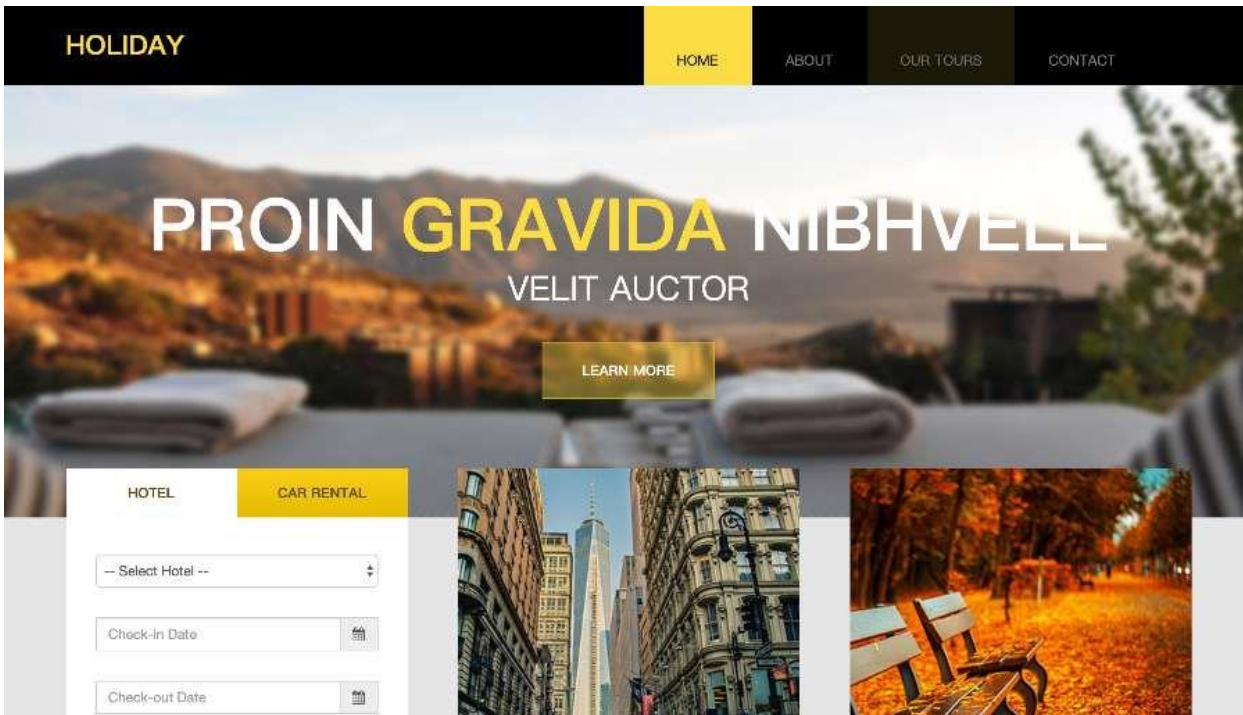 HOLIDAY
HOME ABOUT OUR TOURS CONTACT
PROIN GRAVIDA NIBHVELL
VELIT AUCTOR
LEARN MORE
HOTEL CAR RENTAL
-- Select Hotel --
Check-in Date
Check-out Date